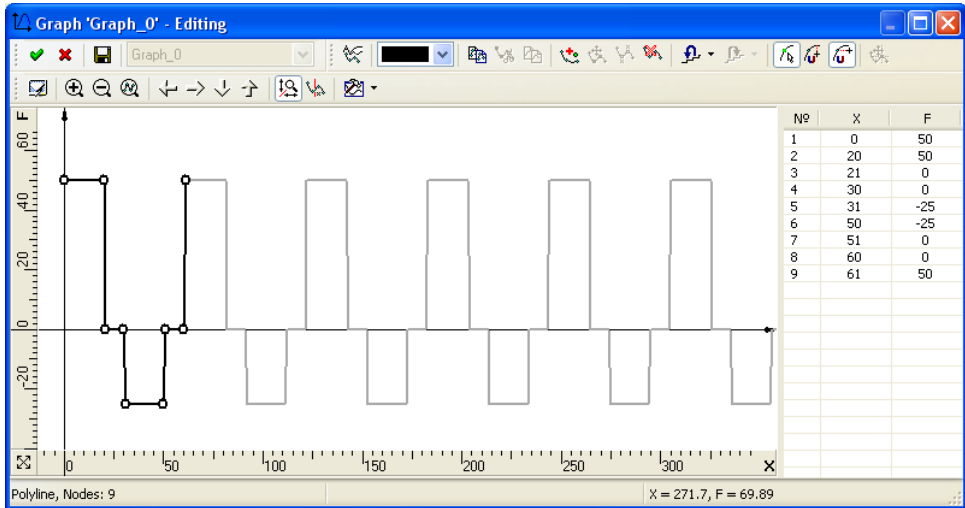 Graph 'Graph_0' - Editing
Graph_0
F
60
40
20
0
-20
0 50 100 150 200 250 300 X
Nº X F
1 0 50
2 20 50
3 21 0
4 30 0
5 31 -25
6 50 -25
7 51 0
8 60 0
9 61 50
Polyline, Nodes: 9
X = 271.7, F = 69.89